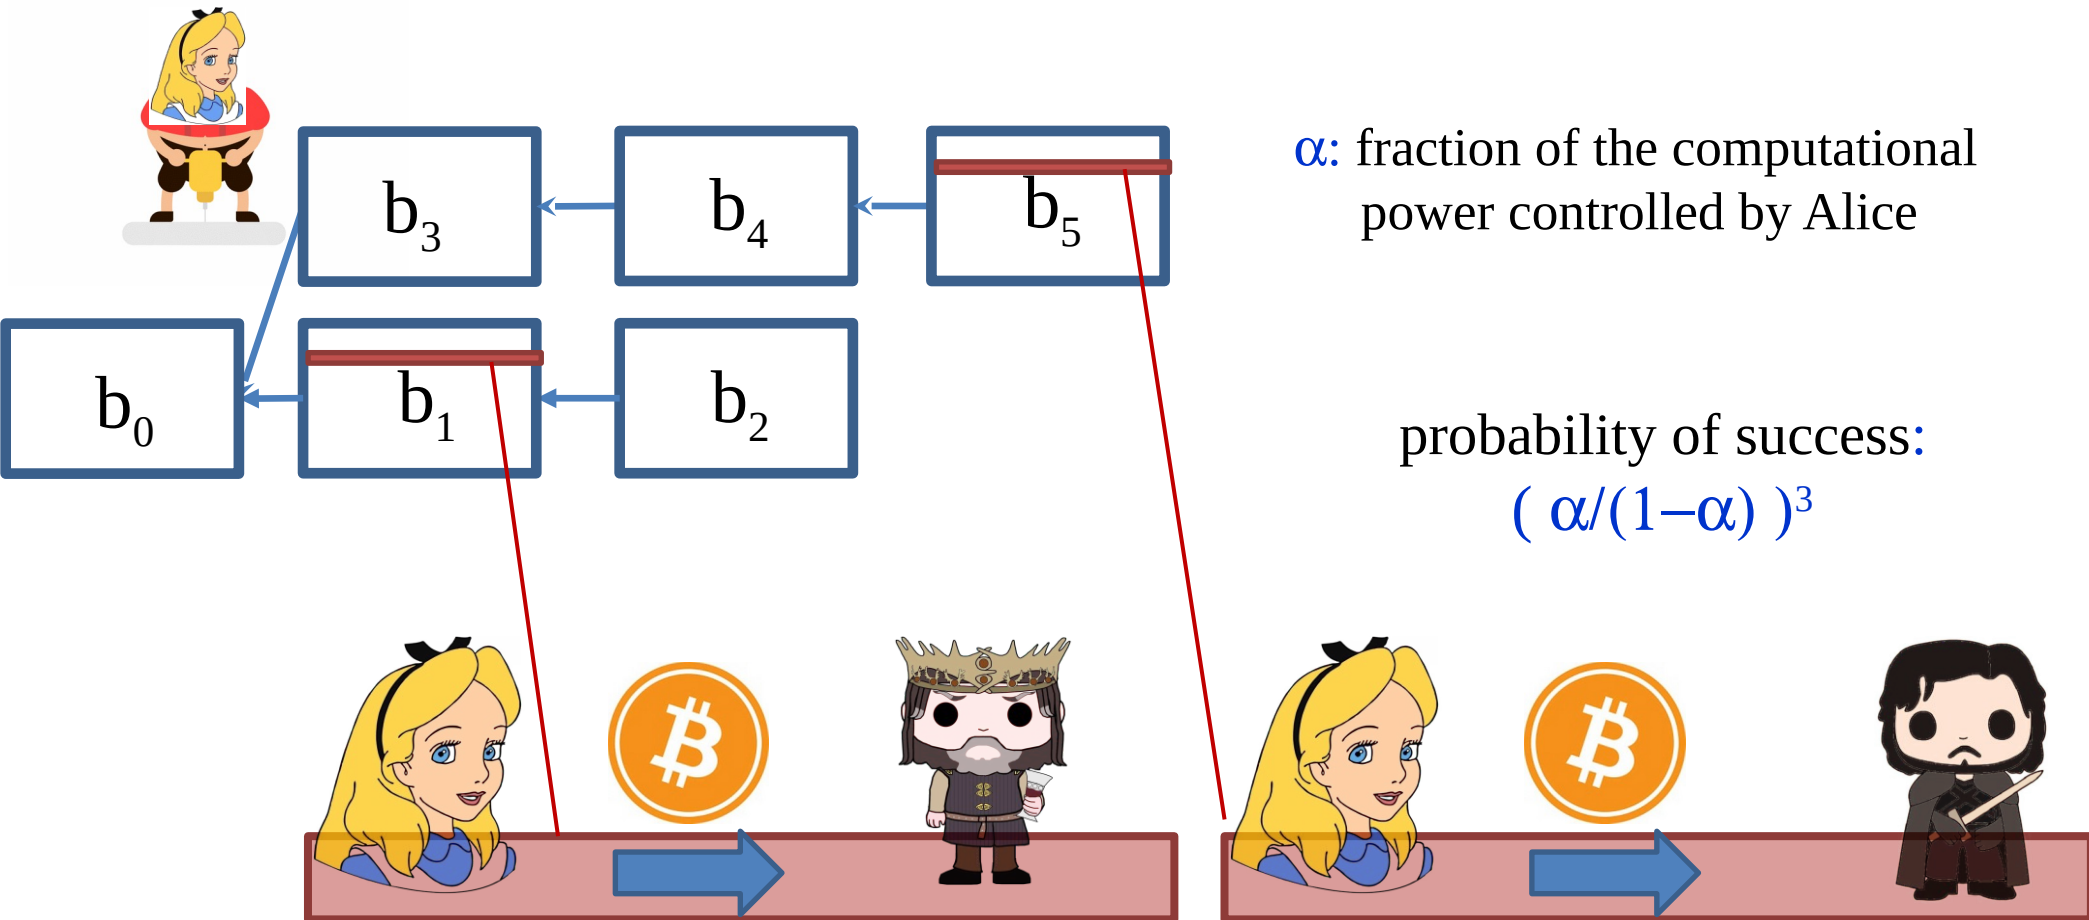 b₃
b₄
b₅
α: fraction of the computational
power controlled by Alice
b₀
b₁
b₂
probability of success:
( α/(1−α) )³